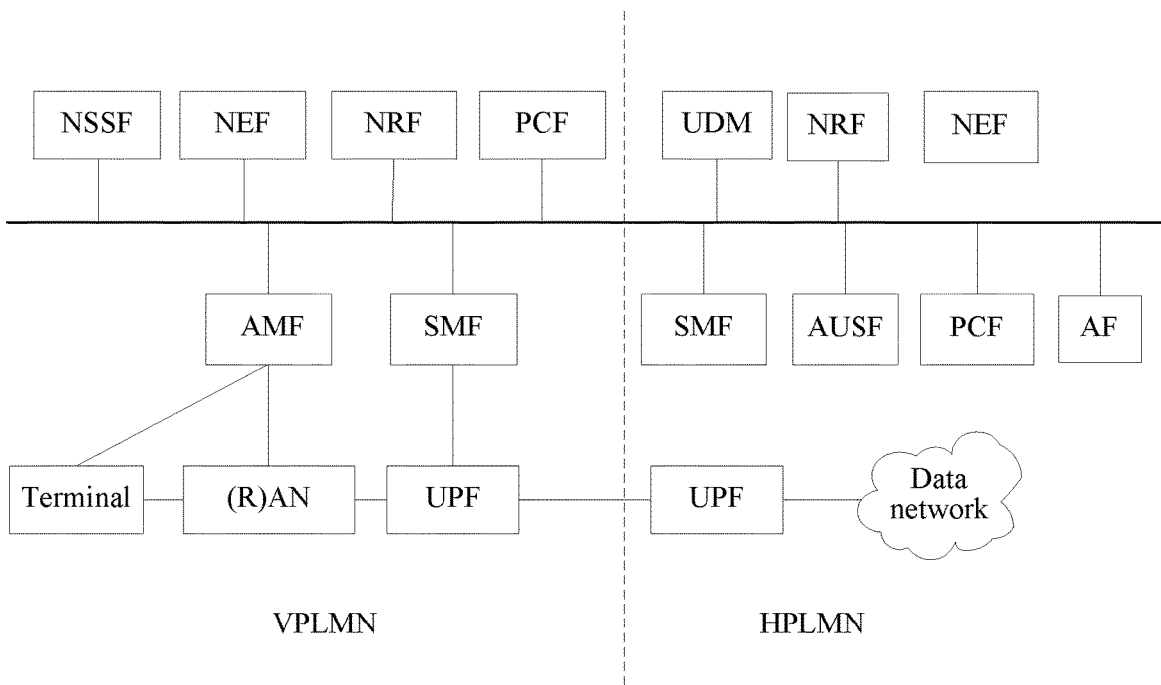 NSSF
NEF
NRF
PCF
UDM
NRF
NEF
AMF
SMF
SMF
AUSF
PCF
AF
Terminal
(R)AN
UPF
UPF
Data
network
VPLMN
HPLMN